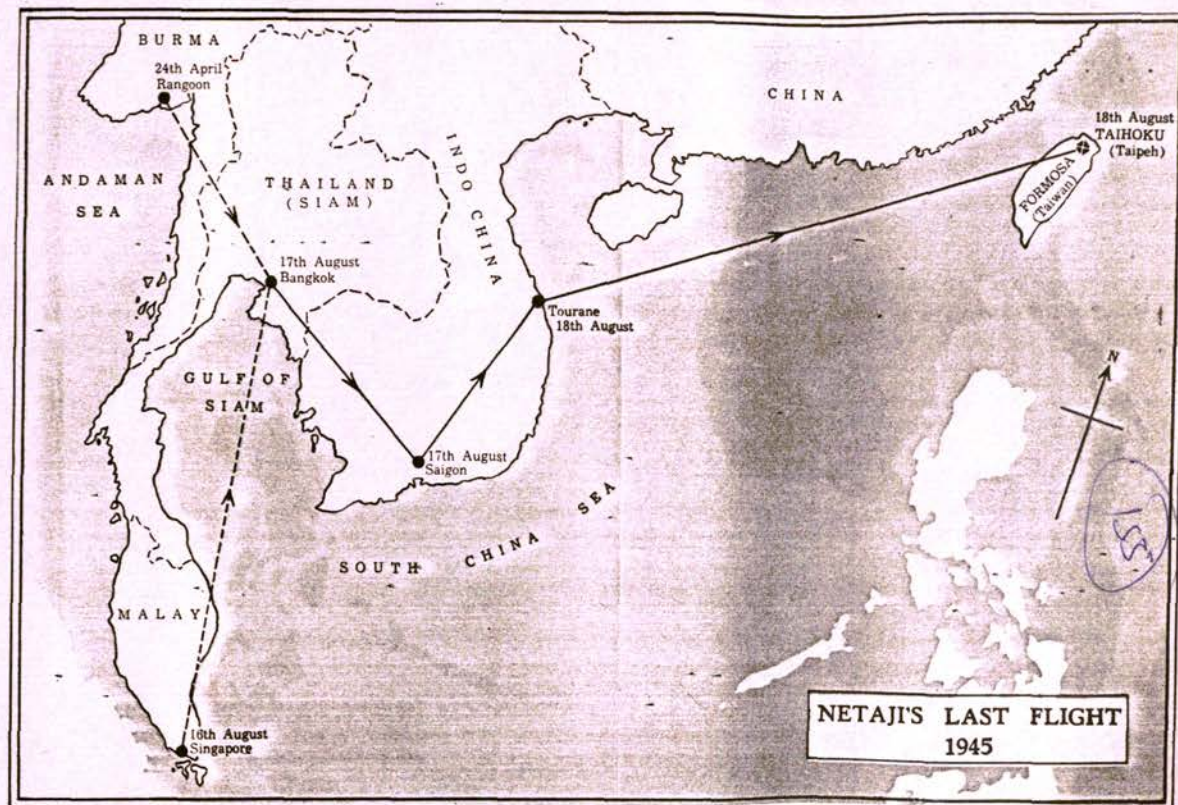 BURMA
24th April
Rangoon
CHINA
18th August
TAIHOKU
(Taipeh)
ANDAMAN
SEA
THAILAND
(SIAM)
INDO CHINA
FORMOSA
(Taiwan)
17th August
Bangkok
Tourane
18th August
N
GULF OF
SIAM
17th August
Saigon
SOUTH CHINA SEA
MALAY
16th August
Singapore
NETAJI'S LAST FLIGHT
1945